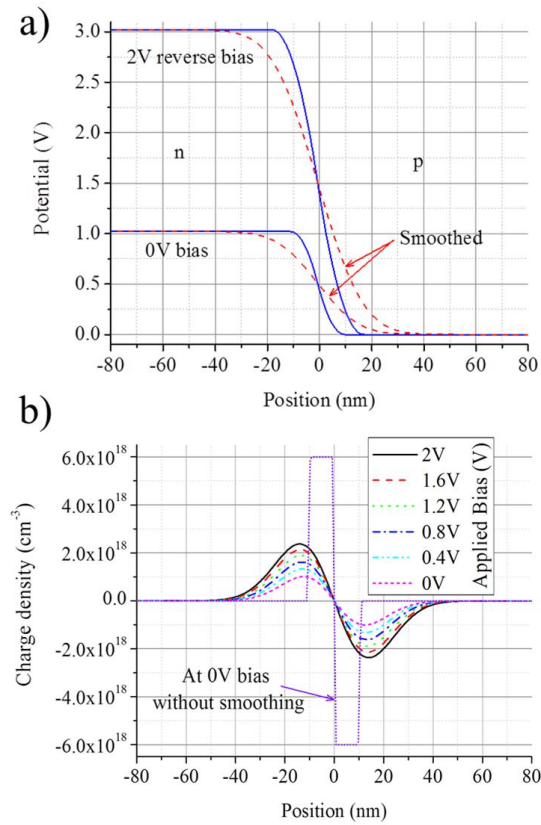 a)
3.0
2.5
2.0
1.5
1.0
0.5
0.0
Potential (V)
2V reverse bias
n
p
0V bias
Smoothed
-80 -60 -40 -20 0 20 40 60 80
Position (nm)
b)
6.0x10^18
4.0x10^18
2.0x10^18
0.0
-2.0x10^18
-4.0x10^18
-6.0x10^18
Charge density (cm^-3)
2V
1.6V
1.2V
0.8V
0.4V
0V
Applied Bias (V)
At 0V bias
without smoothing
-80 -60 -40 -20 0 20 40 60 80
Position (nm)